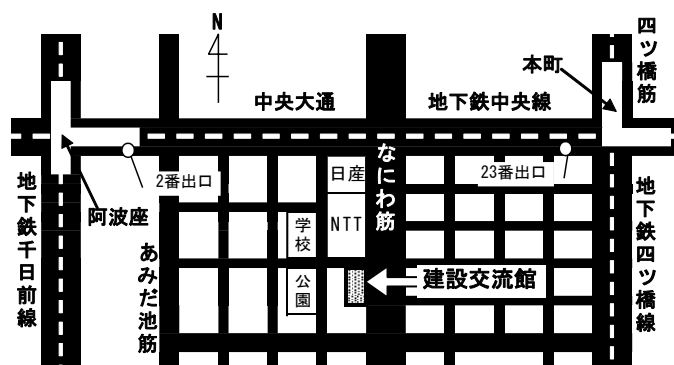 N
四ツ橋筋
本町
中央大通
地下鉄中央線
なにわ筋
日産
2番出口
23番出口
阿波座
地下鉄千日前線
あみだ池筋
学校
NTT
公園
建設交流館
地下鉄四ツ橋線